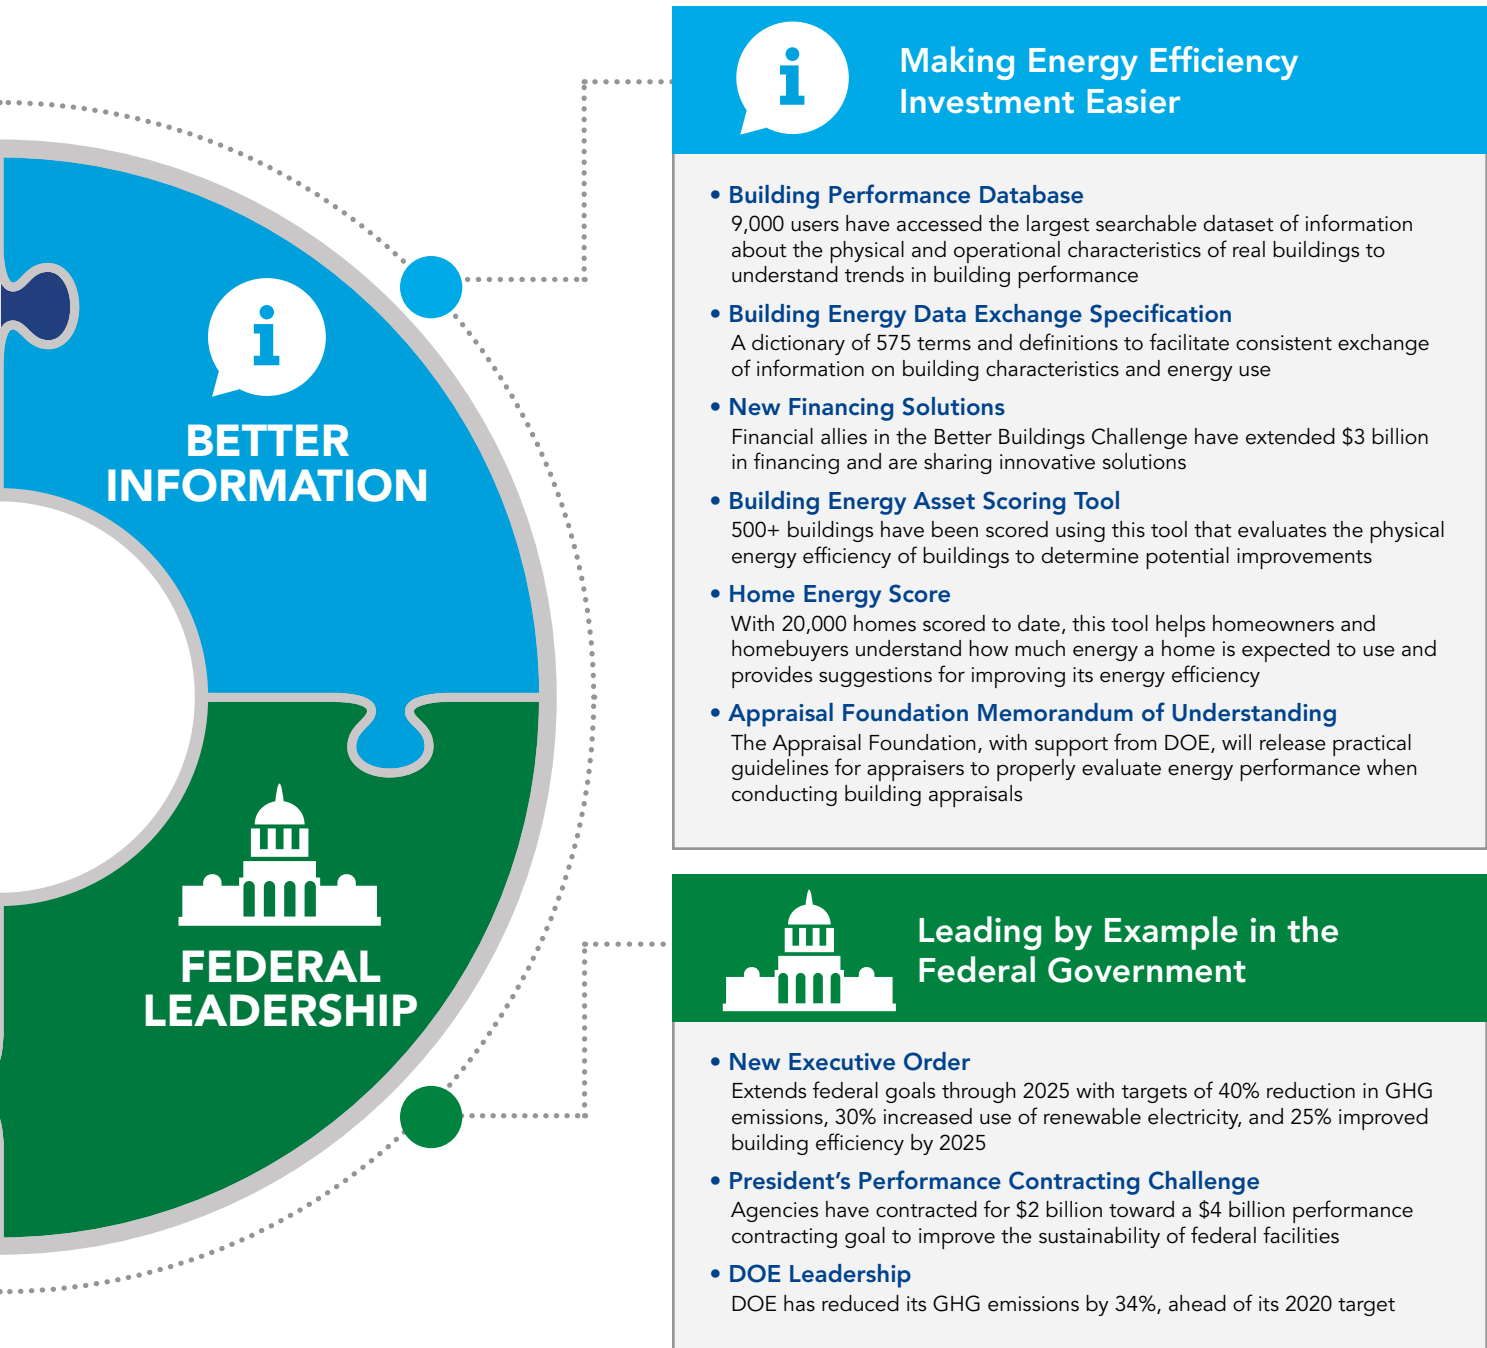 BETTER
INFORMATION
FEDERAL
LEADERSHIP
Making Energy Efficiency
Investment Easier
• Building Performance Database
9,000 users have accessed the largest searchable dataset of information
about the physical and operational characteristics of real buildings to
understand trends in building performance
• Building Energy Data Exchange Specification
A dictionary of 575 terms and definitions to facilitate consistent exchange
of information on building characteristics and energy use
• New Financing Solutions
Financial allies in the Better Buildings Challenge have extended $3 billion
in financing and are sharing innovative solutions
• Building Energy Asset Scoring Tool
500+ buildings have been scored using this tool that evaluates the physical
energy efficiency of buildings to determine potential improvements
• Home Energy Score
With 20,000 homes scored to date, this tool helps homeowners and
homebuyers understand how much energy a home is expected to use and
provides suggestions for improving its energy efficiency
• Appraisal Foundation Memorandum of Understanding
The Appraisal Foundation, with support from DOE, will release practical
guidelines for appraisers to properly evaluate energy performance when
conducting building appraisals
Leading by Example in the
Federal Government
• New Executive Order
Extends federal goals through 2025 with targets of 40% reduction in GHG
emissions, 30% increased use of renewable electricity, and 25% improved
building efficiency by 2025
• President’s Performance Contracting Challenge
Agencies have contracted for $2 billion toward a $4 billion performance
contracting goal to improve the sustainability of federal facilities
• DOE Leadership
DOE has reduced its GHG emissions by 34%, ahead of its 2020 target